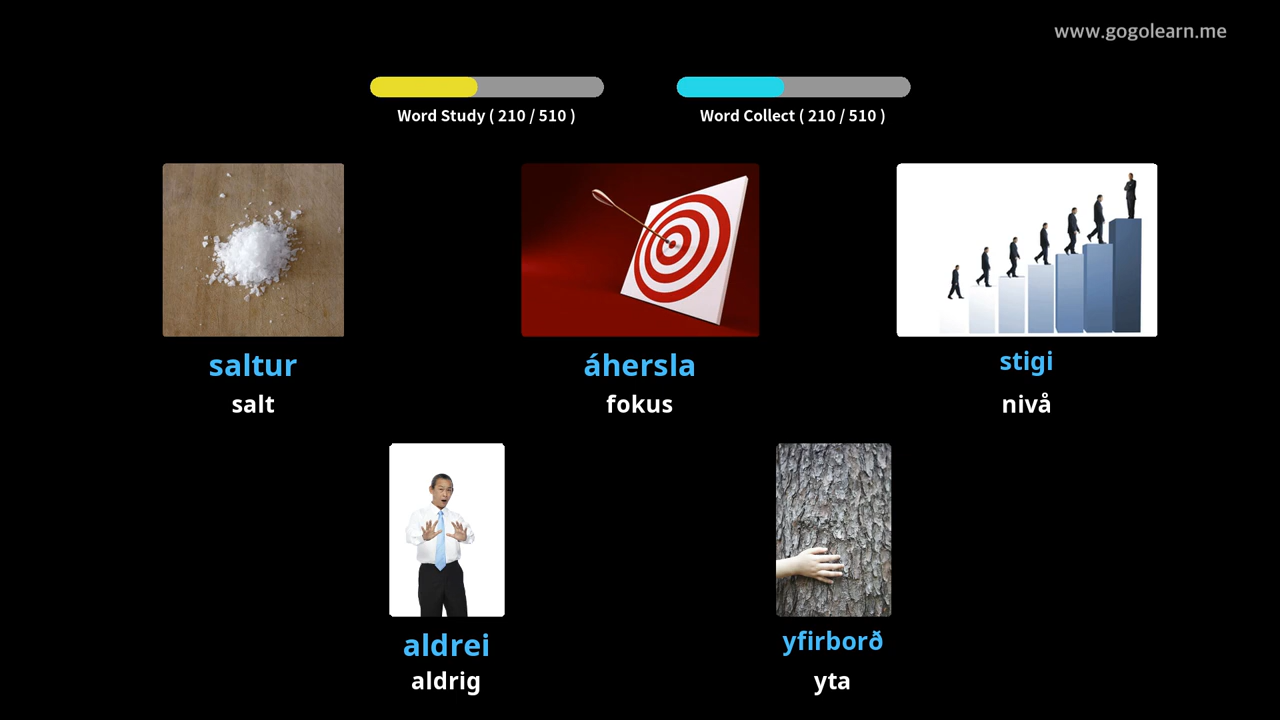 www.gogolearn.me
Word Study ( 210 / 510 )
Word Collect ( 210 / 510 )
saltur
salt
áhersla
fokus
stigi
nivå
aldrei
aldrig
yfirborð
yta